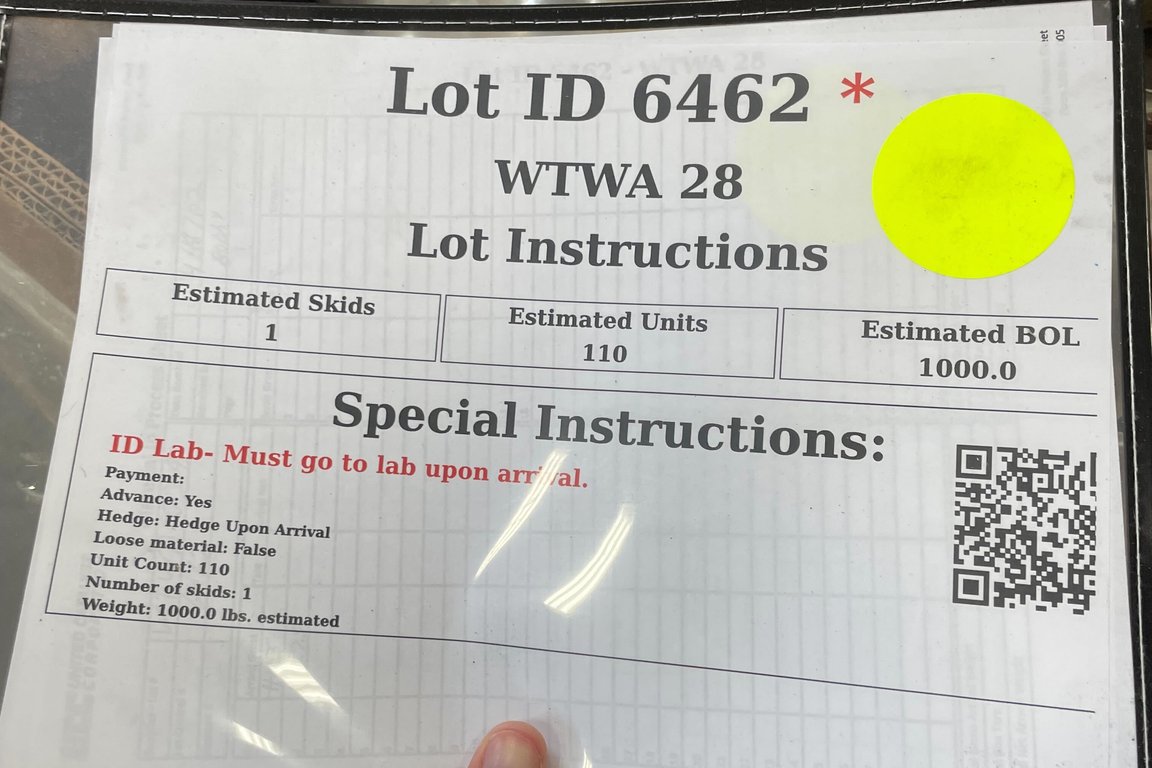 Lot ID 6462 *
WTWA 28
Lot Instructions
Estimated Skids
1
Estimated Units
110
Estimated BOL
1000.0
Special Instructions:
ID Lab- Must go to lab upon arrival.
Payment:
Advance: Yes
Hedge: Hedge Upon Arrival
Loose material: False
Unit Count: 110
Number of skids: 1
Weight: 1000.0 lbs. estimated